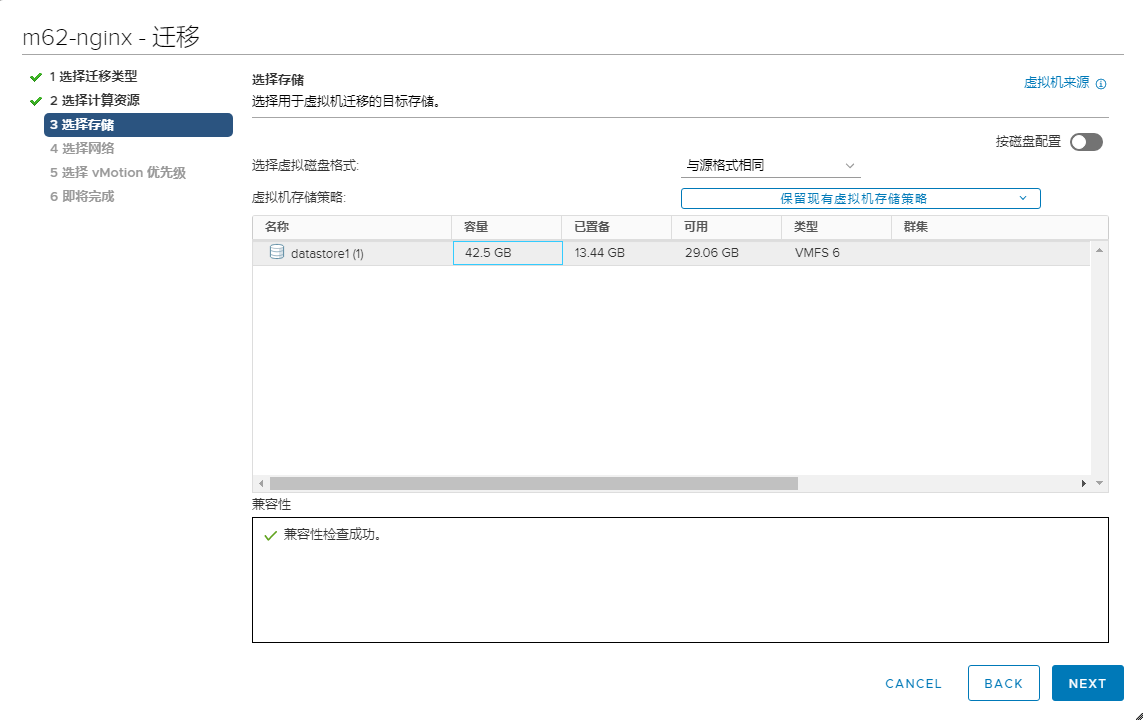 m62-nginx - 迁移
1 选择迁移类型
2 选择计算资源
3 选择存储
4 选择网络
5 选择 vMotion 优先级
6 即将完成
选择存储
选择用于虚拟机迁移的目标存储。
虚拟机来源
按磁盘配置
选择虚拟磁盘格式: 与源格式相同
虚拟机存储策略: 保留现有虚拟机存储策略
名称 容量 已置备 可用 类型 群集
datastore1 (1) 42.5 GB 13.44 GB 29.06 GB VMFS 6
兼容性
兼容性检查成功。
CANCEL BACK NEXT